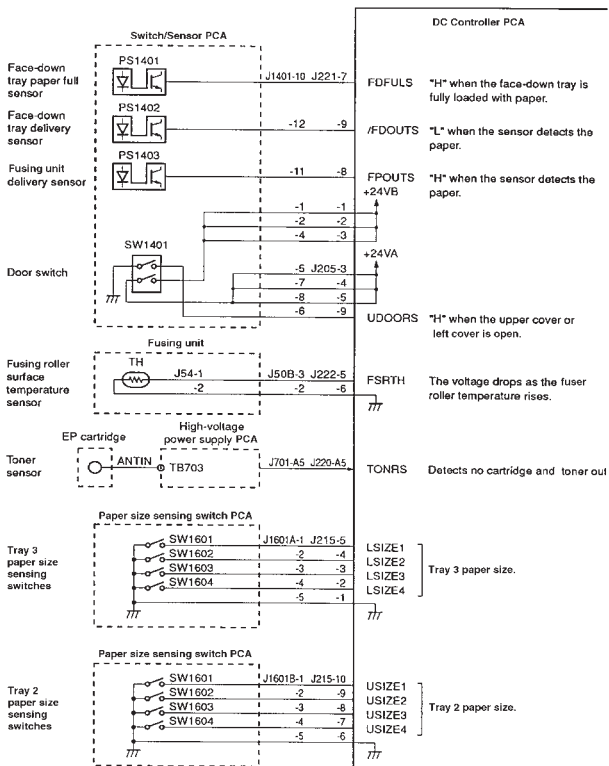 DC Controller PCA
Switch/Sensor PCA
Face-down
tray paper full
sensor
PS1401
J1401-10 J221-7
FDFULS
"H" when the face-down tray is
fully loaded with paper.
Face-down
tray delivery
sensor
PS1402
-12 -9
/FDOUTS
"L" when the sensor detects the
paper.
Fusing unit
delivery sensor
PS1403
-11 -8
FPOUTS
"H" when the sensor detects the
paper.
+24VB
-1 -1
-2 -2
-4 -3
Door switch
SW1401
+24VA
-5 J205-3
-7 -4
-8 -5
-6 -9
UDOORS
"H" when the upper cover or
left cover is open.
Fusing unit
Fusing roller
surface
temperature
sensor
TH
J54-1
J50B-3 J222-5
-2
-2 -6
FSRTH
The voltage drops as the fuser
roller temperature rises.
High-voltage
power supply PCA
EP cartridge
Toner
sensor
ANTIN
TB703
J701-A5 J220-A5
TONRS
Detects no cartridge and toner out
Paper size sensing switch PCA
Tray 3
paper size
sensing
switches
SW1601
J1601A-1 J215-5
LSIZE1
SW1602
-2 -4
LSIZE2
SW1603
-3 -3
LSIZE3
SW1604
-4 -2
LSIZE4
-5 -1
Tray 3 paper size.
Paper size sensing switch PCA
Tray 2
paper size
sensing
switches
SW1601
J1601B-1 J215-10
USIZE1
SW1602
-2 -9
USIZE2
SW1603
-3 -8
USIZE3
SW1604
-4 -7
USIZE4
-5 -6
Tray 2 paper size.